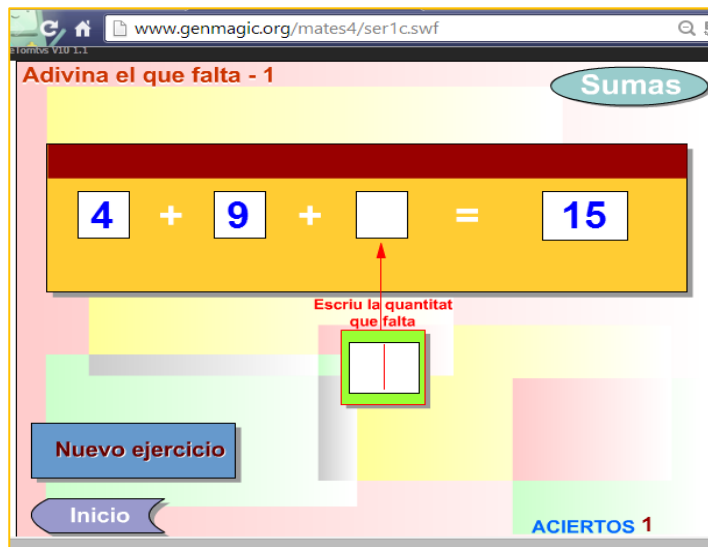 www.genmagic.org/mates4/ser1c.swf
Adivina el que falta - 1
Sumas
4 + 9 + = 15
Escriu la quantitat
que falta
Nuevo ejercicio
Inicio
ACIERTOS 1